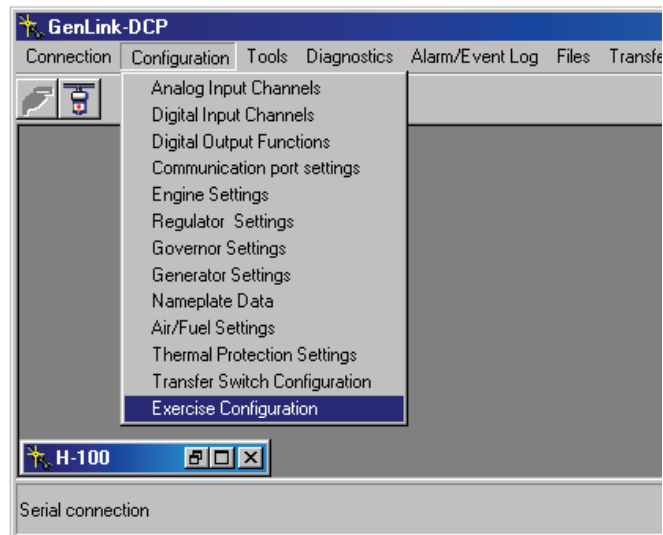 GenLink-DCP
Connection Configuration Tools Diagnostics Alarm/Event Log Files
Analog Input Channels
Digital Input Channels
Digital Output Functions
Communication port settings
Engine Settings
Regulator Settings
Governor Settings
Generator Settings
Nameplate Data
Air/Fuel Settings
Thermal Protection Settings
Transfer Switch Configuration
Exercise Configuration
H-100
Serial connection